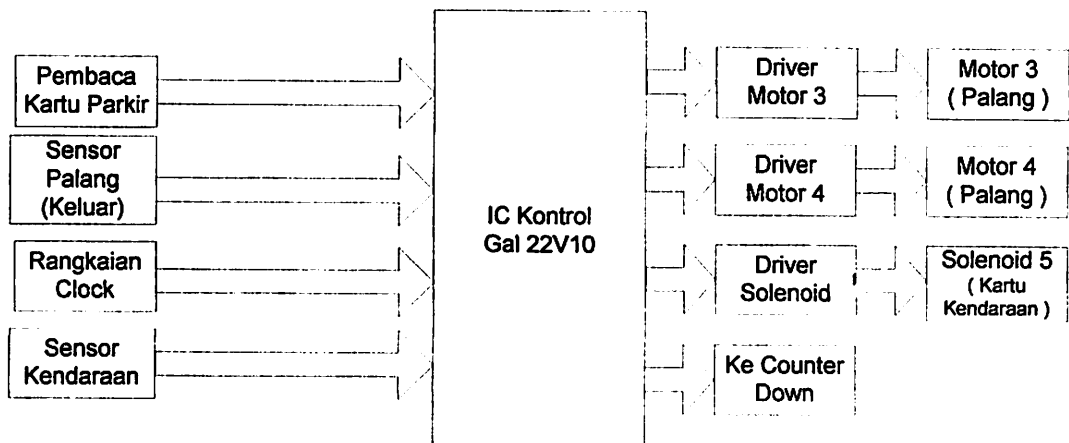 Pembaca
Kartu Parkir
Sensor
Palang
(Keluar)
Rangkaian
Clock
Sensor
Kendaraan
IC Kontrol
Gal 22V10
Driver
Motor 3
Motor 3
( Palang )
Driver
Motor 4
Motor 4
( Palang )
Driver
Solenoid
Solenoid 5
( Kartu
Kendaraan )
Ke Counter
Down